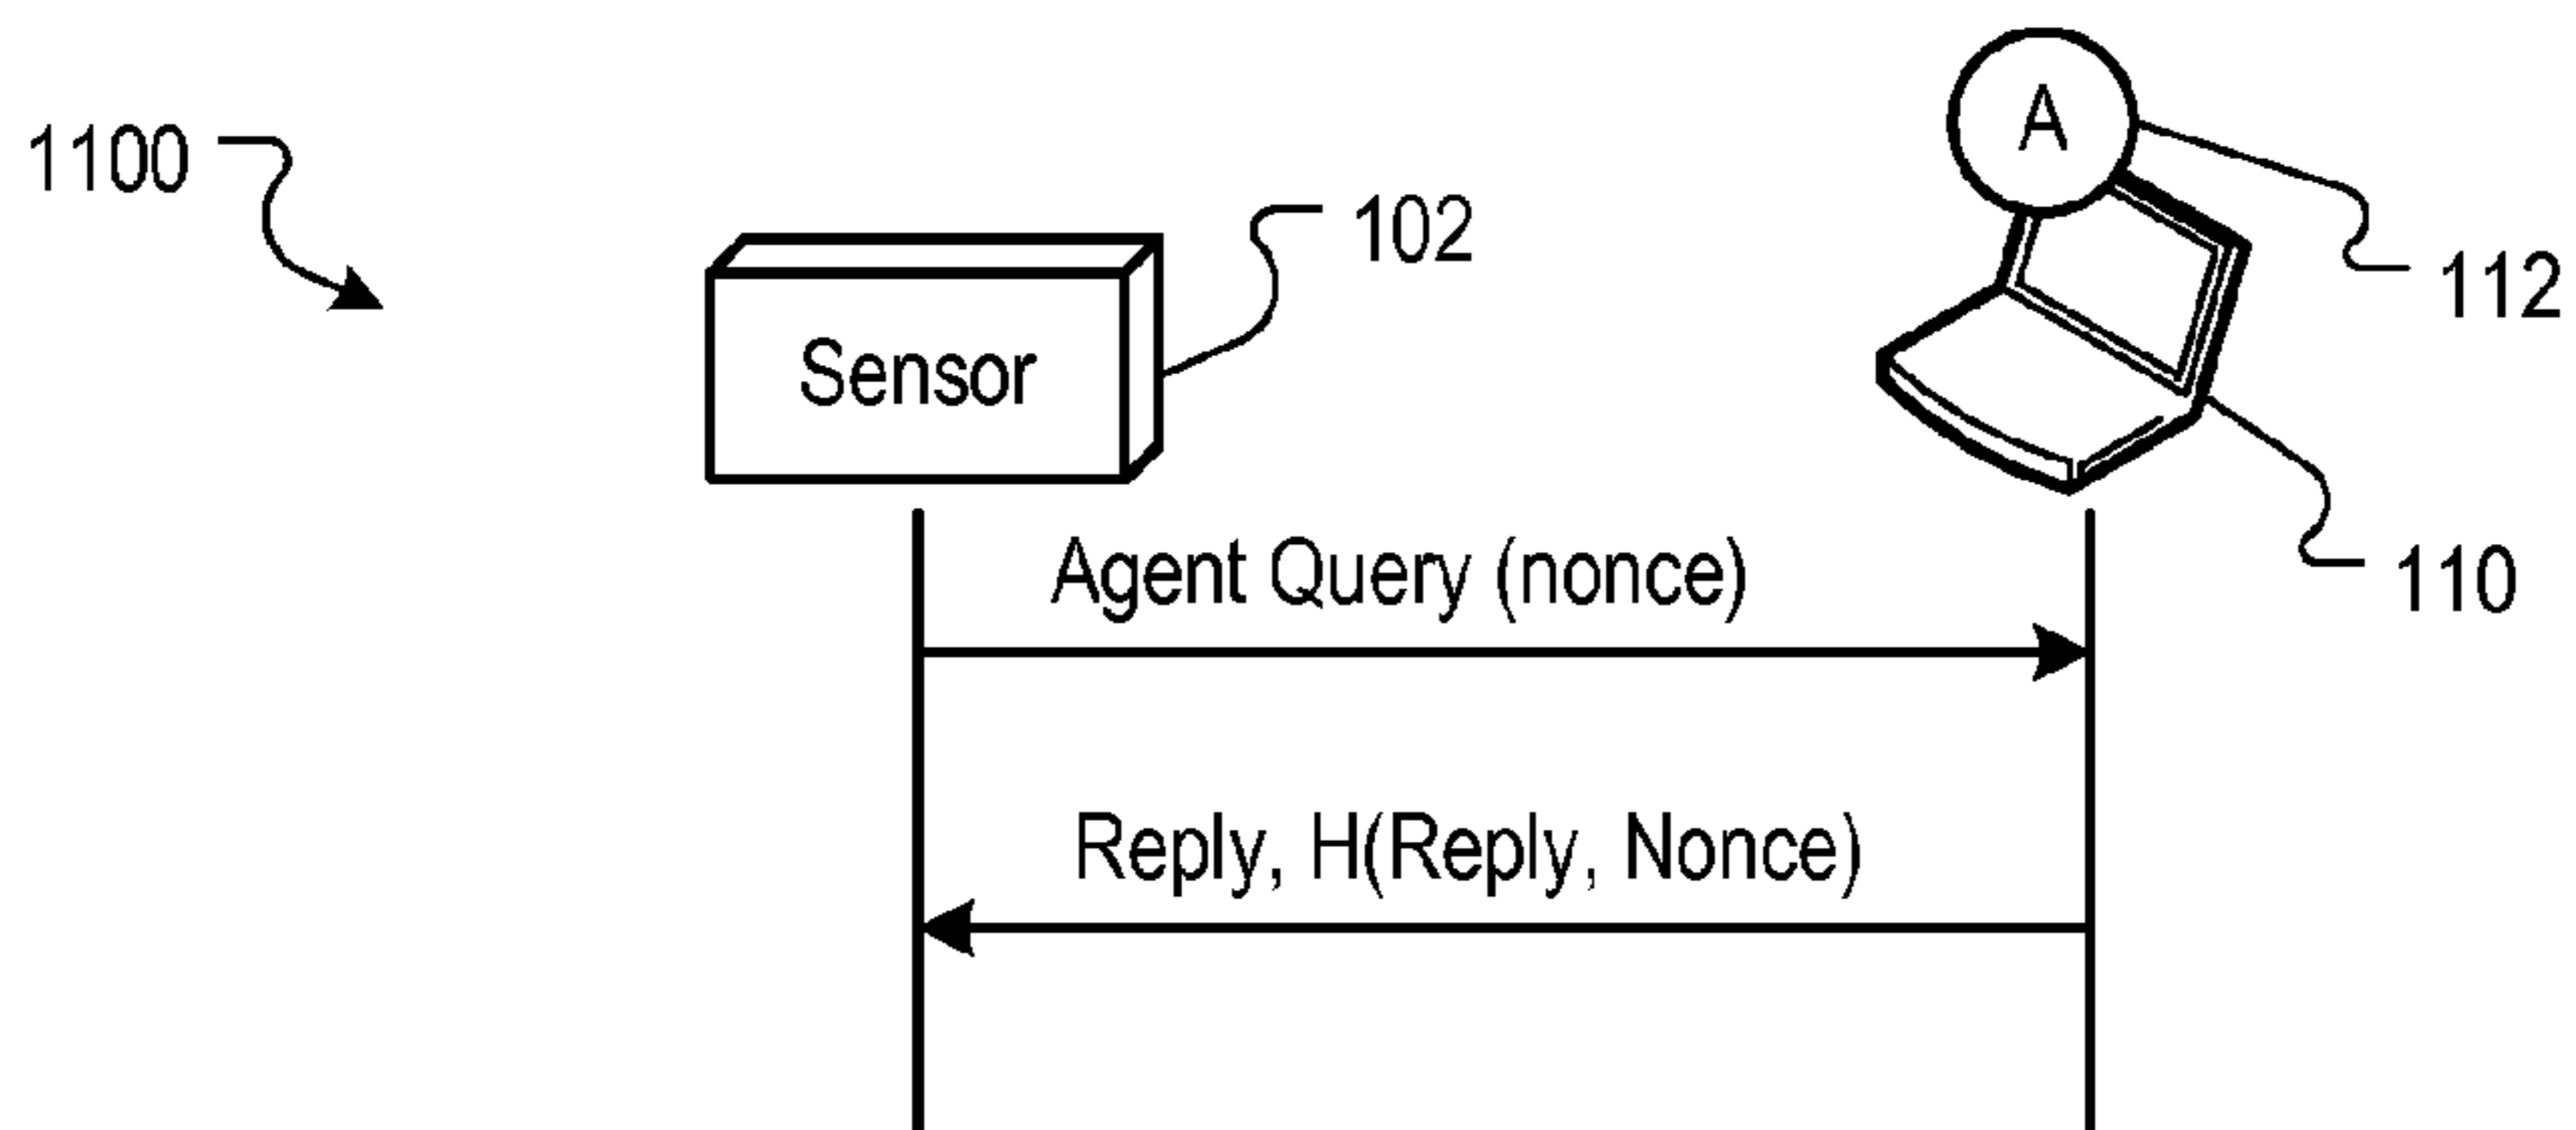 1100
A
102
112
Sensor
110
Agent Query (nonce)
Reply, H(Reply, Nonce)